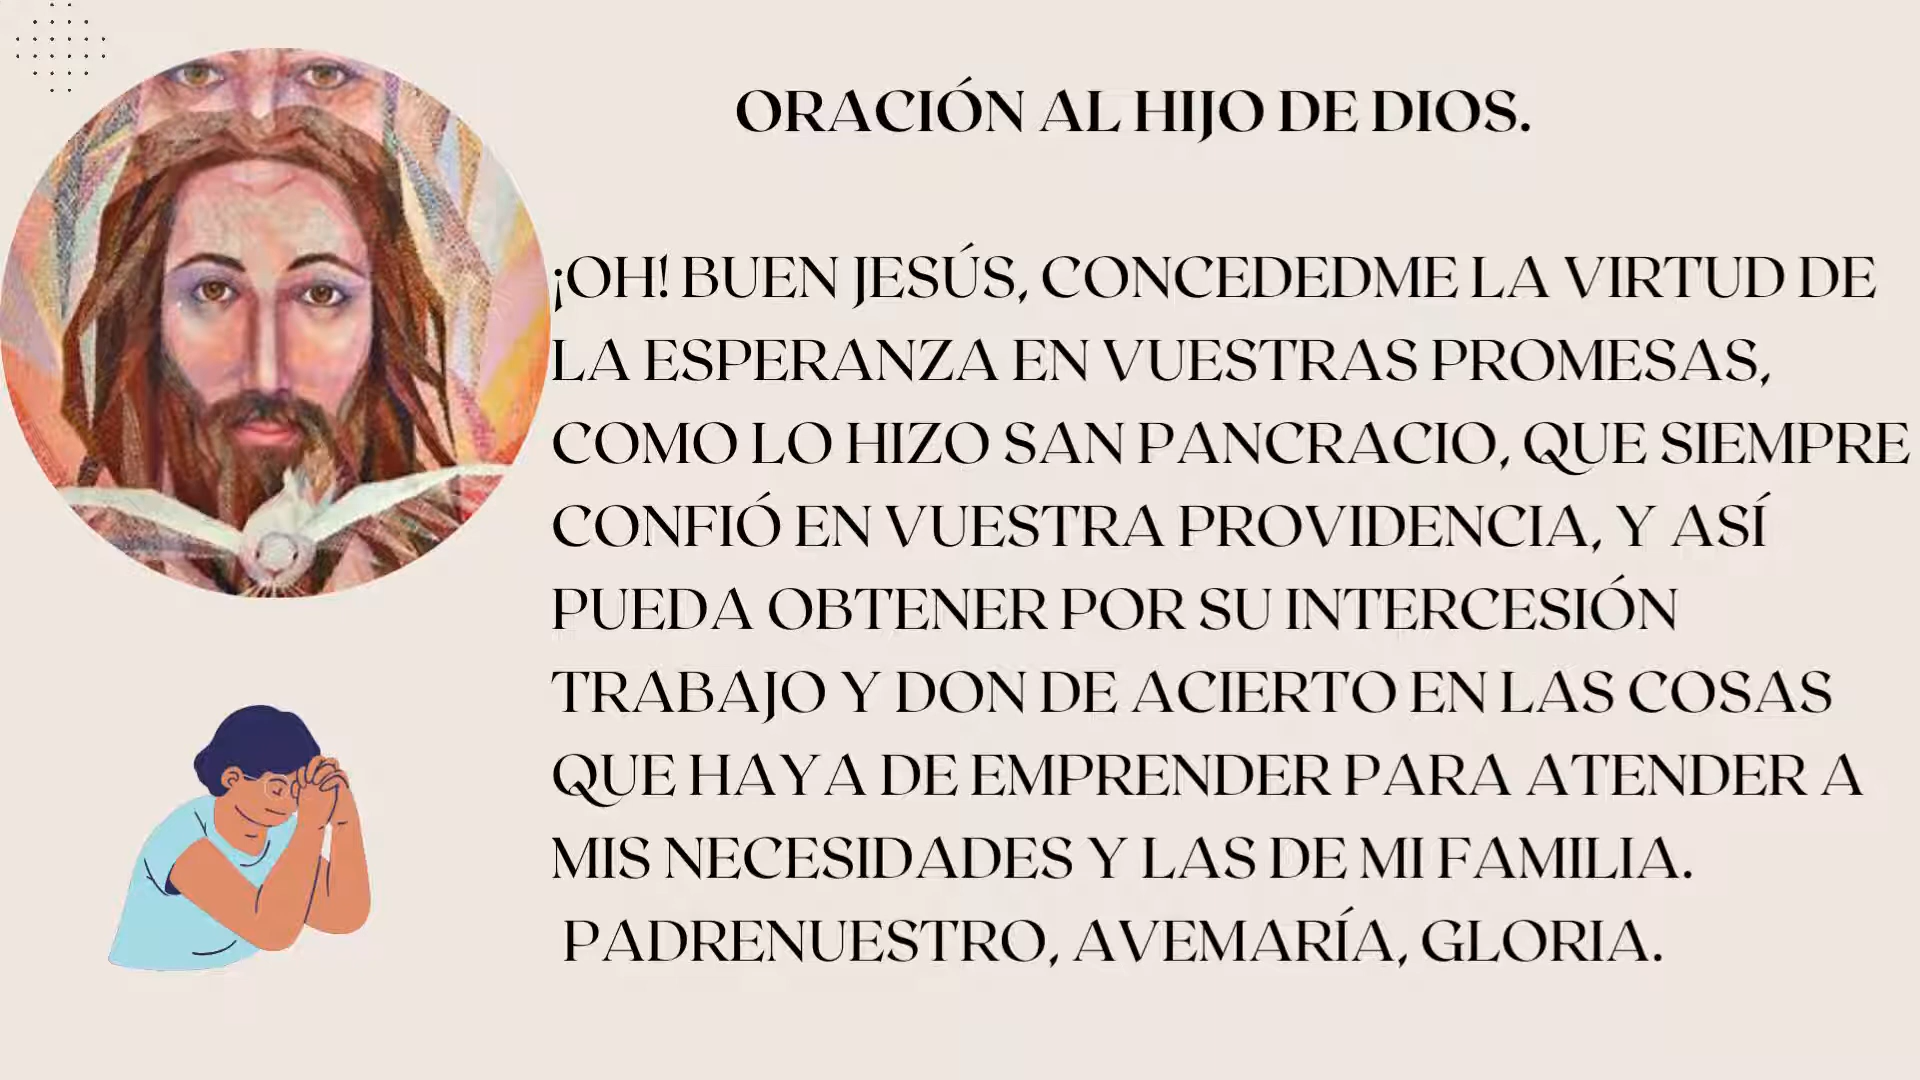 ORACIÓN AL HIJO DE DIOS.
¡OH! BUEN JESÚS, CONCEDEDME LA VIRTUD DE
LA ESPERANZA EN VUESTRAS PROMESAS,
COMO LO HIZO SAN PANCRACIO, QUE SIEMPRE
CONFIÓ EN VUESTRA PROVIDENCIA, Y ASÍ
PUEDA OBTENER POR SU INTERCESIÓN
TRABAJO Y DON DE ACIERTO EN LAS COSAS
QUE HAYA DE EMPRENDER PARA ATENDER A
MIS NECESIDADES Y LAS DE MI FAMILIA.
PADRENUESTRO, AVEMARÍA, GLORIA.